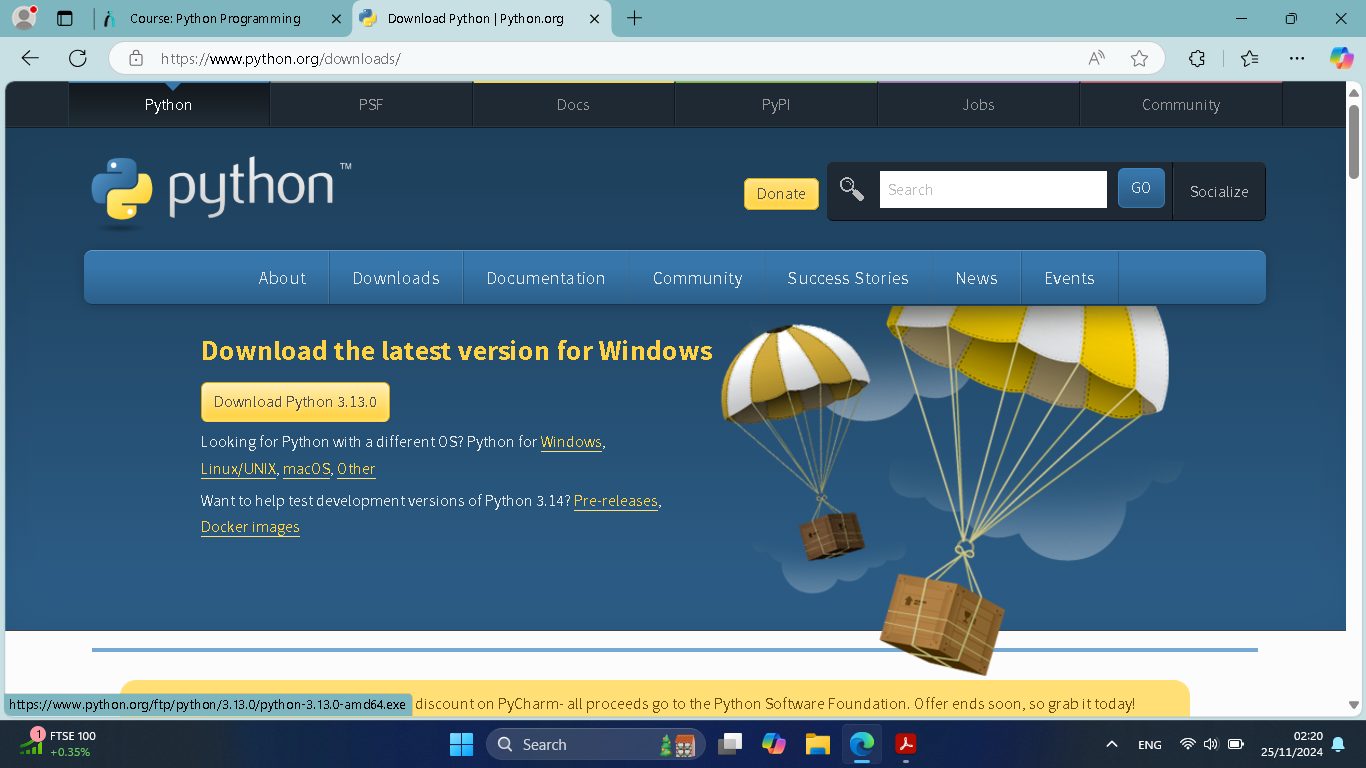 Course: Python Programming
Download Python | Python.org
https://www.python.org/downloads/
Python
PSF
Docs
PyPI
Jobs
Community
python™
Donate
Search
GO
Socialize
About
Downloads
Documentation
Community
Success Stories
News
Events
Download the latest version for Windows
Download Python 3.13.0
Looking for Python with a different OS? Python for Windows,
Linux/UNIX, macOS, Other
Want to help test development versions of Python 3.14? Pre-releases,
Docker images
discount on PyCharm- all proceeds go to the Python Software Foundation. Offer ends soon, so grab it today!
https://www.python.org/ftp/python/3.13.0/python-3.13.0-amd64.exe
1
FTSE 100
+0.35%
Search
ENG
02:20
25/11/2024